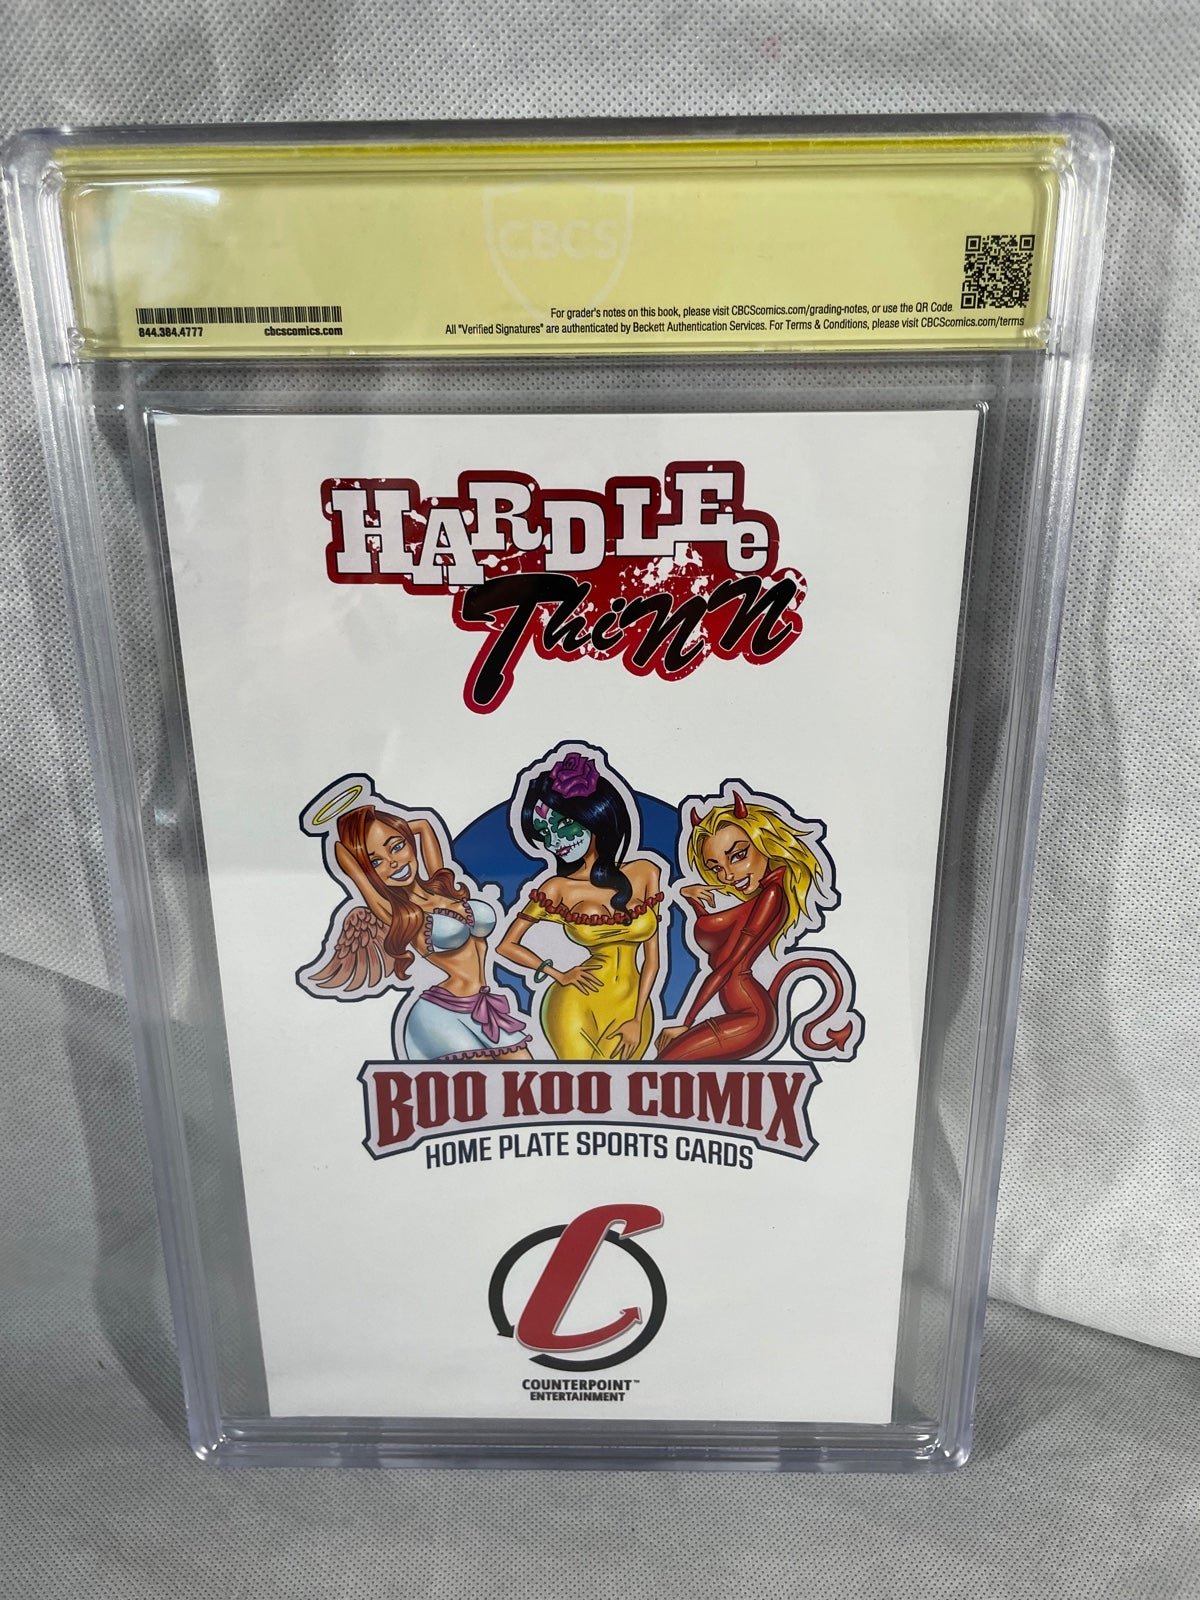 CBCS
For grader's notes on this book, please visit CBCScomics.com/grading-notes, or use the QR Code
844.384.4777 cbcscomics.com
All "Verified Signatures" are authenticated by Beckett Authentication Services. For Terms & Conditions, please visit CBCScomics.com/terms
HARDLEe
ThiNN
BOO KOO COMIX
HOME PLATE SPORTS CARDS
C
COUNTERPOINT™
ENTERTAINMENT